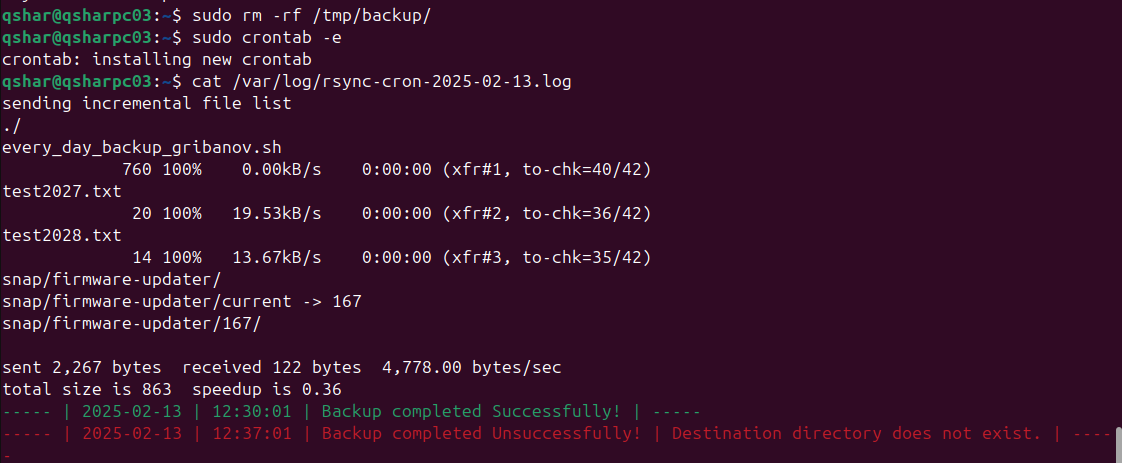 qshar@qsharpc03:~$ sudo rm -rf /tmp/backup/
qshar@qsharpc03:~$ sudo crontab -e
crontab: installing new crontab
qshar@qsharpc03:~$ cat /var/log/rsync-cron-2025-02-13.log
sending incremental file list
./
every_day_backup_gribanov.sh
            760 100%    0.00kB/s    0:00:00 (xfr#1, to-chk=40/42)
test2027.txt
             20 100%   19.53kB/s    0:00:00 (xfr#2, to-chk=36/42)
test2028.txt
             14 100%   13.67kB/s    0:00:00 (xfr#3, to-chk=35/42)
snap/firmware-updater/
snap/firmware-updater/current -> 167
snap/firmware-updater/167/

sent 2,267 bytes  received 122 bytes  4,778.00 bytes/sec
total size is 863  speedup is 0.36
----- | 2025-02-13 | 12:30:01 | Backup completed Successfully! | -----
----- | 2025-02-13 | 12:37:01 | Backup completed Unsuccessfully! | Destination directory does not exist. | ----
-